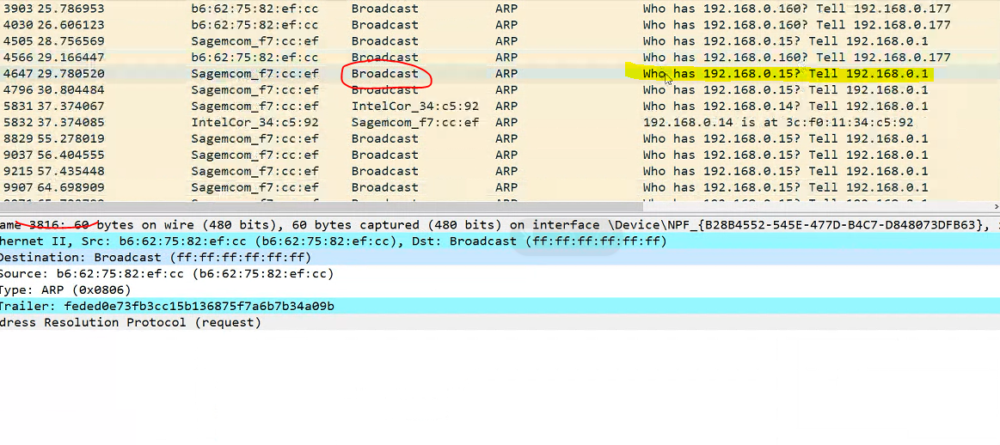 3903 25.786953 b6:62:75:82:ef:cc Broadcast ARP Who has 192.168.0.160? Tell 192.168.0.177
4030 26.606123 b6:62:75:82:ef:cc Broadcast ARP Who has 192.168.0.160? Tell 192.168.0.177
4505 28.756569 Sagemcom_f7:cc:ef Broadcast ARP Who has 192.168.0.15? Tell 192.168.0.1
4566 29.166447 b6:62:75:82:ef:cc Broadcast ARP Who has 192.168.0.160? Tell 192.168.0.177
4647 29.780520 Sagemcom_f7:cc:ef Broadcast ARP Who has 192.168.0.15? Tell 192.168.0.1
4796 30.804484 Sagemcom_f7:cc:ef Broadcast ARP Who has 192.168.0.15? Tell 192.168.0.1
5831 37.374067 Sagemcom_f7:cc:ef IntelCor_34:c5:92 ARP Who has 192.168.0.14? Tell 192.168.0.1
5832 37.374085 IntelCor_34:c5:92 Sagemcom_f7:cc:ef ARP 192.168.0.14 is at 3c:f0:11:34:c5:92
8829 55.278019 Sagemcom_f7:cc:ef Broadcast ARP Who has 192.168.0.15? Tell 192.168.0.1
9037 56.404555 Sagemcom_f7:cc:ef Broadcast ARP Who has 192.168.0.15? Tell 192.168.0.1
9215 57.435448 Sagemcom_f7:cc:ef Broadcast ARP Who has 192.168.0.15? Tell 192.168.0.1
9907 64.698909 Sagemcom_f7:cc:ef Broadcast ARP Who has 192.168.0.15? Tell 192.168.0.1
ame 3816: 60 bytes on wire (480 bits), 60 bytes captured (480 bits) on interface \Device\NPF_{B28B4552-545E-477D-B4C7-D848073DFB63},
hernet II, Src: b6:62:75:82:ef:cc (b6:62:75:82:ef:cc), Dst: Broadcast (ff:ff:ff:ff:ff:ff)
Destination: Broadcast (ff:ff:ff:ff:ff:ff)
Source: b6:62:75:82:ef:cc (b6:62:75:82:ef:cc)
Type: ARP (0x0806)
Trailer: feded0e73fb3cc15b136875f7a6b7b34a09b
dress Resolution Protocol (request)